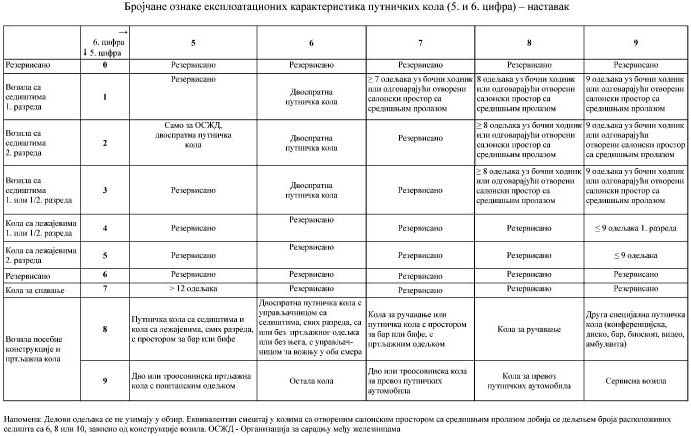 Бројчане ознаке експлоатационих карактеристика путничких кола (5. и 6. цифра) – наставак
→
6. цифра
↓ 5. цифра
5
6
7
8
9
Резервисано
0
Резервисано
Резервисано
Резервисано
Резервисано
Резервисано
Возила са
седиштима
1. разреда
1
Резервисано
Двоспратна
путничка кола
≥ 7 одељака уз бочни ходник
или одговарајући отворени
салонски простор са
средишњим пролазом
8 одељака уз бочни ходник
или одговарајући отворени
салонски простор са
средишњим пролазом
9 одељака уз бочни ходник
или одговарајући отворени
салонски простор са
средишњим пролазом
Возила са
седиштима
2. разреда
2
Само за ОСЖД,
двоспратна путничка
кола
Двоспратна
путничка кола
Резервисано
≥ 8 одељака уз бочни ходник
или одговарајући отворени
салонски простор са
средишњим пролазом
9 одељака уз бочни ходник
или одговарајући отворени
салонски простор са
средишњим пролазом
Возила са
седиштима
1. или 1/2. разреда
3
Резервисано
Двоспратна
путничка кола
Резервисано
≥ 8 одељака уз бочни ходник
или одговарајући отворени
салонски простор са
средишњим пролазом
9 одељака уз бочни ходник
или одговарајући отворени
салонски простор са
средишњим пролазом
Кола са лежајевима
1. или 1/2. разреда
4
Резервисано
Резервисано
Резервисано
Резервисано
≤ 9 одељака 1. разреда
Кола са лежајевима
2. разреда
5
Резервисано
Резервисано
Резервисано
Резервисано
≤ 9 одељака
Резервисано
6
Резервисано
Резервисано
Резервисано
Резервисано
Резервисано
Кола за спавање
7
> 12 одељака
Резервисано
Резервисано
Резервисано
Резервисано
Возила посебне
конструкције и
пртљажна кола
8
Путничка кола са седиштима и
кола са лежајевима, свих разреда,
с простором за бар или бифе
Двоспратна путничка кола с
управљачницом са
седиштима, свих разреда, са
или без пртљажног одељка
или без њега, с управљач-
ницом за вожњу у оба смера
Кола за ручавање или
путничка кола с простором
за бар или бифе, с
пртљажним одељком
Кола за ручавање
Друга специјална путничка
кола (конференцијска,
диско, бар, биоскоп, видео,
амбуланта)
9
Дво или троосовинска пртљажна
кола с поштанским одељком
Остала кола
Дво или троосовинска кола
за превоз путничких
аутомобила
Кола за превоз путничких
аутомобила
Сервисна возила
Напомена: Делови одељака се не узимају у обзир. Еквивалентан смештај у колима са отвореним салонским простором са средишњим пролазом добија се дељењем броја расположивих
седишта са 6, 8 или 10, зависно од конструкције возила. ОСЖД - Организација за сарадњу међу железницама